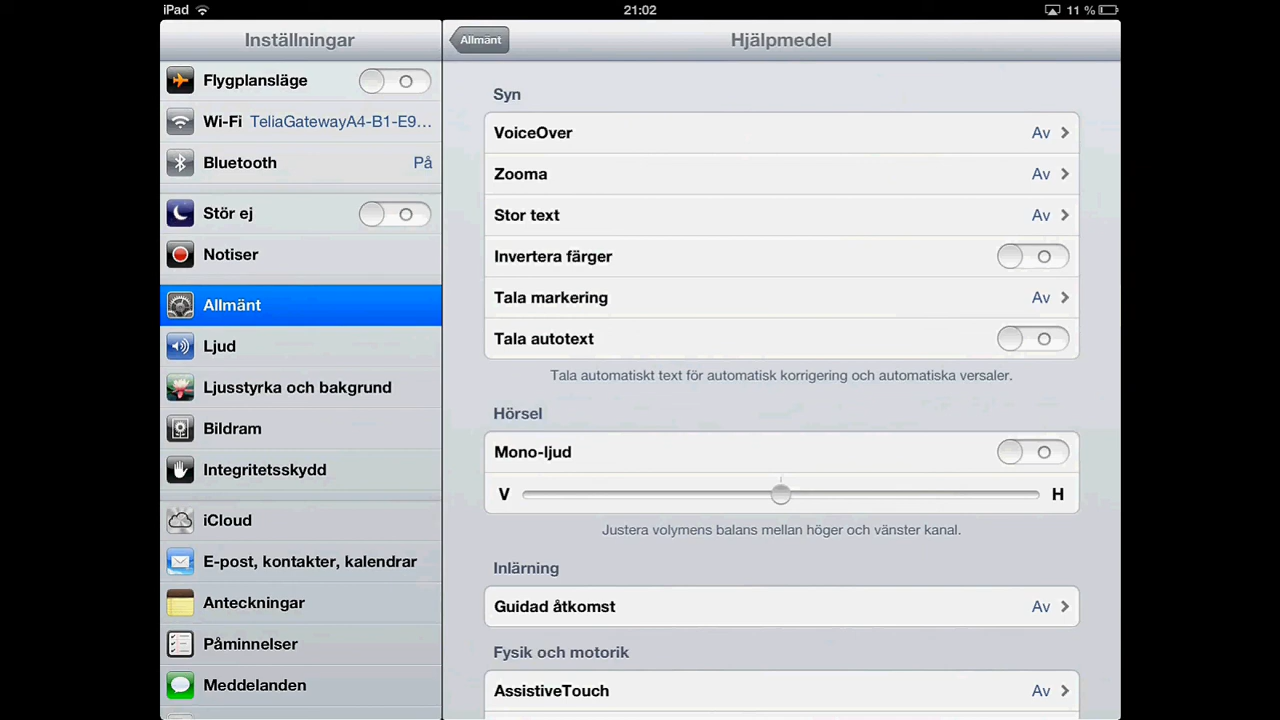 iPad
21:02
11 %
Inställningar
Flygplansläge
Wi-Fi TeliaGatewayA4-B1-E9...
Bluetooth På
Stör ej
Notiser
Allmänt
Ljud
Ljusstyrka och bakgrund
Bildram
Integritetsskydd
iCloud
E-post, kontakter, kalendrar
Anteckningar
Påminnelser
Meddelanden
Allmänt
Hjälpmedel
Syn
VoiceOver Av
Zooma Av
Stor text Av
Invertera färger
Tala markering Av
Tala autotext
Tala automatiskt text för automatisk korrigering och automatiska versaler.
Hörsel
Mono-ljud
V H
Justera volymens balans mellan höger och vänster kanal.
Inlärning
Guidad åtkomst Av
Fysik och motorik
AssistiveTouch Av